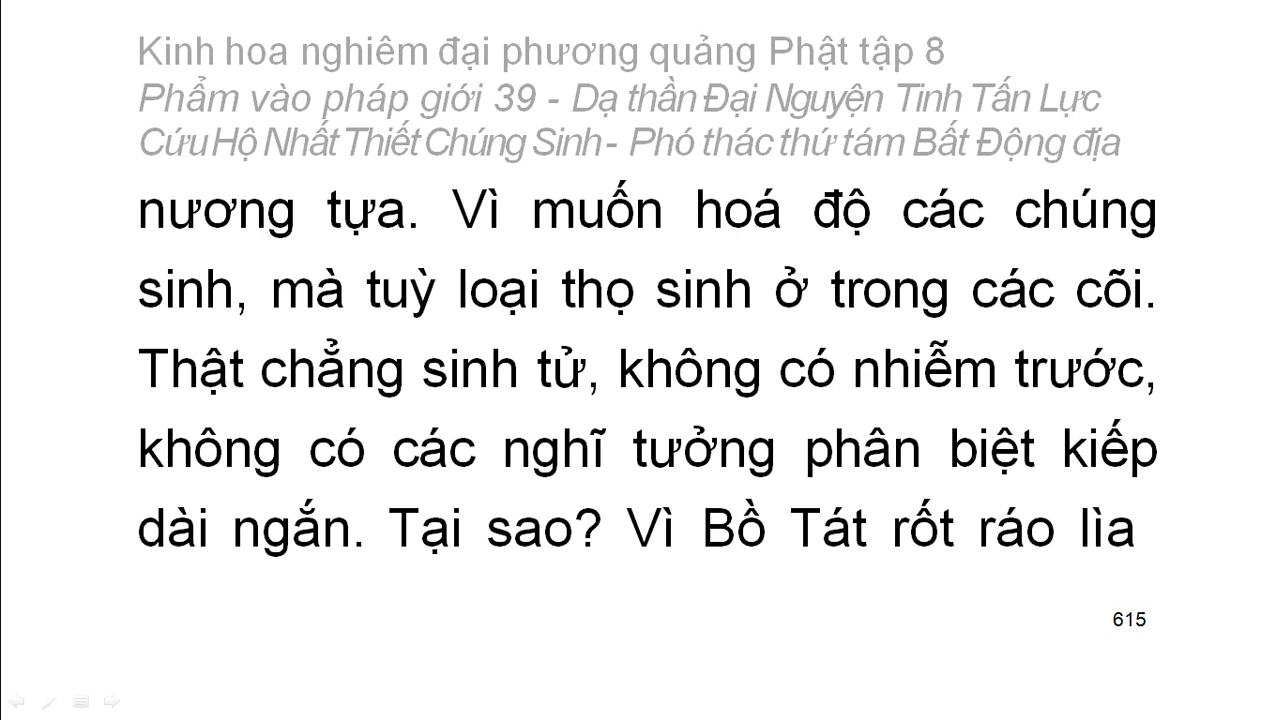 Kinh hoa nghiêm đại phương quảng Phật tập 8
Phẩm vào pháp giới 39 - Dạ thần Đại Nguyện Tinh Tấn Lực
Cứu Hộ Nhất Thiết Chúng Sinh - Phó thác thứ tám Bất Động địa
nương tựa. Vì muốn hoá độ các chúng
sinh, mà tuỳ loại thọ sinh ở trong các cõi.
Thật chẳng sinh tử, không có nhiễm trước,
không có các nghĩ tưởng phân biệt kiếp
dài ngắn. Tại sao? Vì Bồ Tát rốt ráo lìa
615